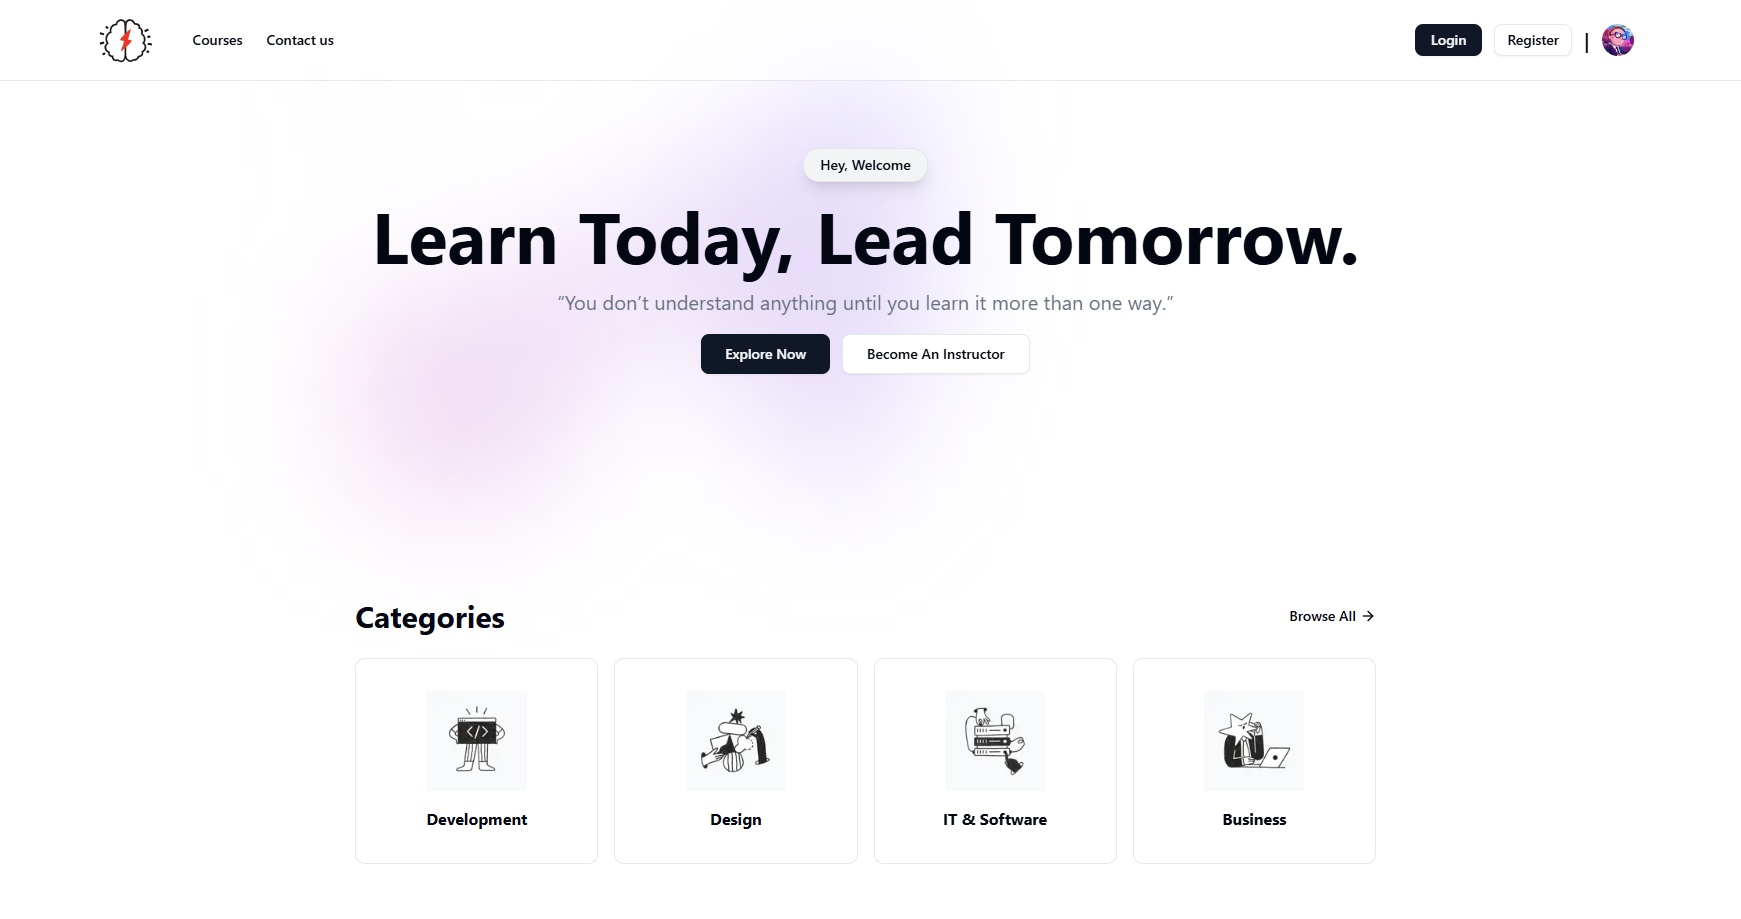 Courses
Contact us
Login
Register
|
Hey, Welcome
Learn Today, Lead Tomorrow.
“You don’t understand anything until you learn it more than one way.”
Explore Now
Become An Instructor
Categories
Browse All →
</>
Development
Design
IT & Software
Business